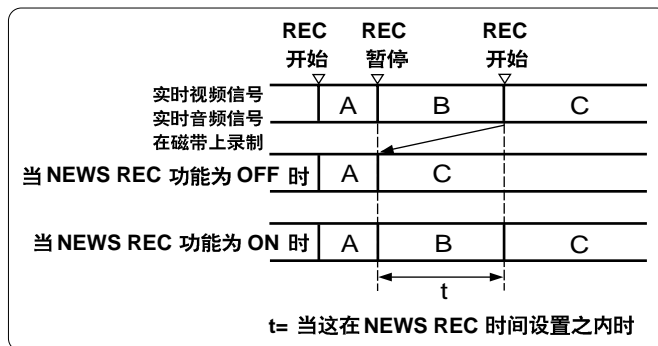 REC REC REC
开始 暂停 开始
实时视频信号
实时音频信号
在磁带上录制
A B C
当 NEWS REC 功能为 OFF 时 A C
当 NEWS REC 功能为 ON 时 A B C
t
t= 当这在 NEWS REC 时间设置之内时